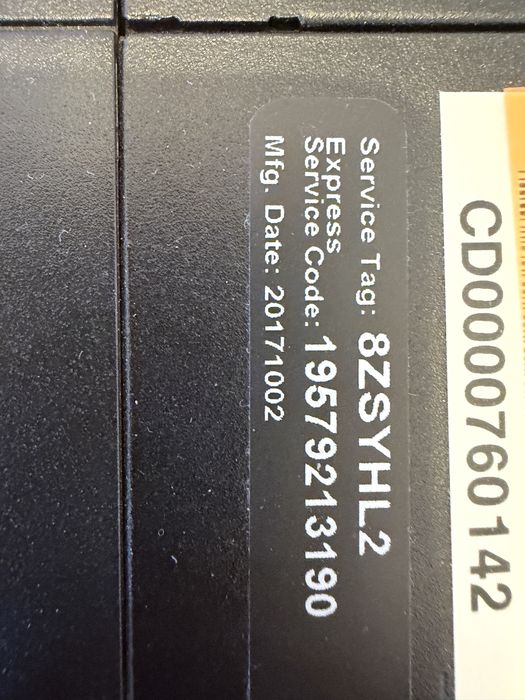 CD0000760142
Service Tag: 8ZSYHL2
Express
Service Code: 19579213190
Mfg. Date: 20171002